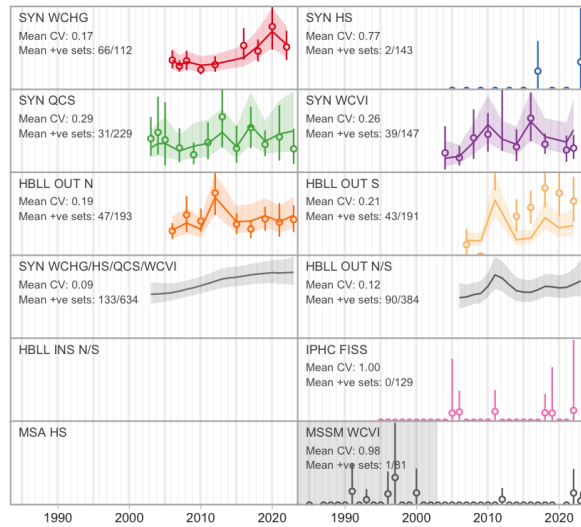 SYN WCHG
Mean CV: 0.17
Mean +ve sets: 66/112
SYN HS
Mean CV: 0.77
Mean +ve sets: 2/143
SYN QCS
Mean CV: 0.29
Mean +ve sets: 31/229
SYN WCVI
Mean CV: 0.26
Mean +ve sets: 39/147
HBLL OUT N
Mean CV: 0.19
Mean +ve sets: 47/193
HBLL OUT S
Mean CV: 0.21
Mean +ve sets: 43/191
SYN WCHG/HS/QCS/WCVI
Mean CV: 0.09
Mean +ve sets: 133/634
HBLL OUT N/S
Mean CV: 0.12
Mean +ve sets: 90/384
HBLL INS N/S
IPHC FISS
Mean CV: 1.00
Mean +ve sets: 0/129
MSA HS
MSSM WCVI
Mean CV: 0.98
Mean +ve sets: 1/81
1990 2000 2010 2020 1990 2000 2010 2020